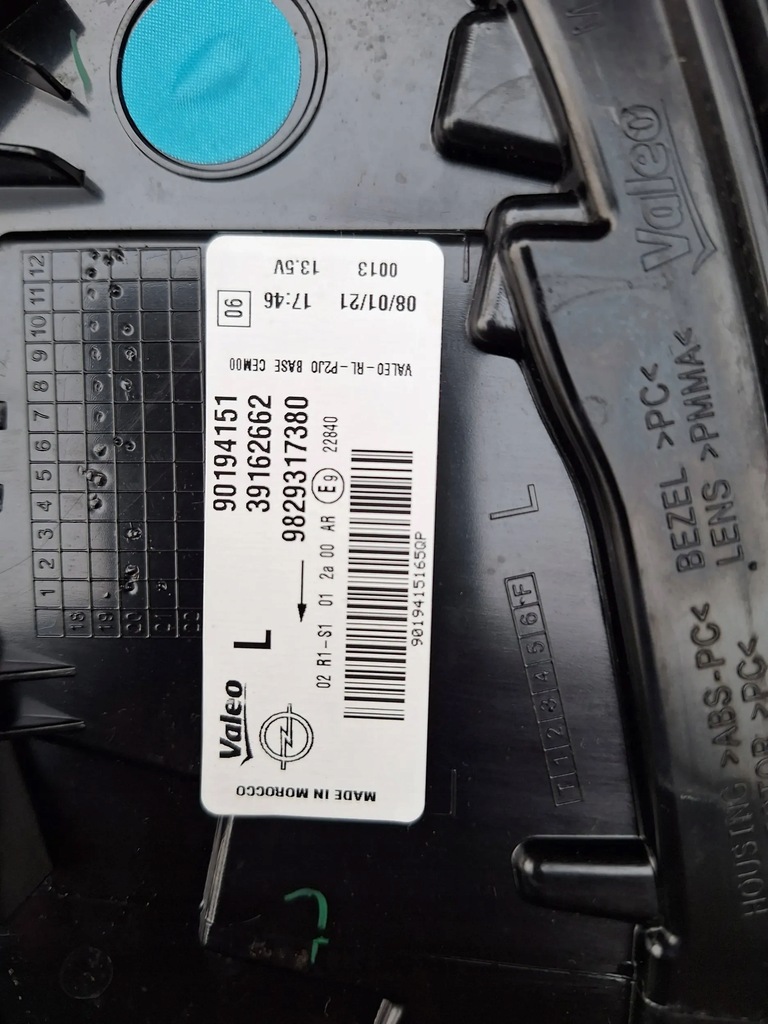 Valeo
L
90194151
39162662
9829317380
02 R1-S1 01 2a 00 AR E9 22840
9019415165QP
VALEO-RL-P2JO BASE CEM00
MADE IN MOROCCO
06
08/01/21 17:46
0013 13.5V
1 2 3 4 5 6 7 8 9 10 11 12
18
19
20
21
22
L
T 1 2 3 4 5 6 F
Valeo
BEZEL >PC<
LENS >PMMA<
HOUSING >ABS-PC<
>PC<